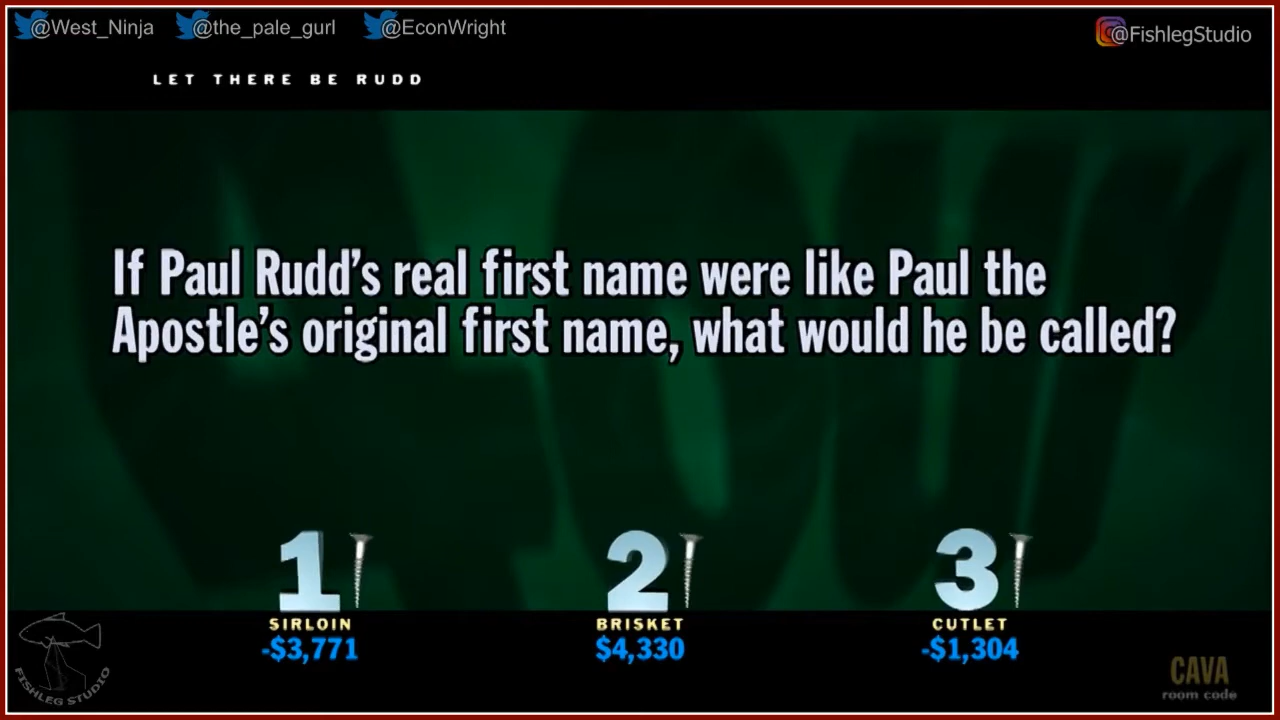 @West_Ninja @the_pale_gurl @EconWright @FishlegStudio
LET THERE BE RUDD
If Paul Rudd's real first name were like Paul the
Apostle's original first name, what would he be called?
1 2 3
SIRLOIN BRISKET CUTLET
-$3,771 $4,330 -$1,304
FISHLEG STUDIO
CAVA
room code